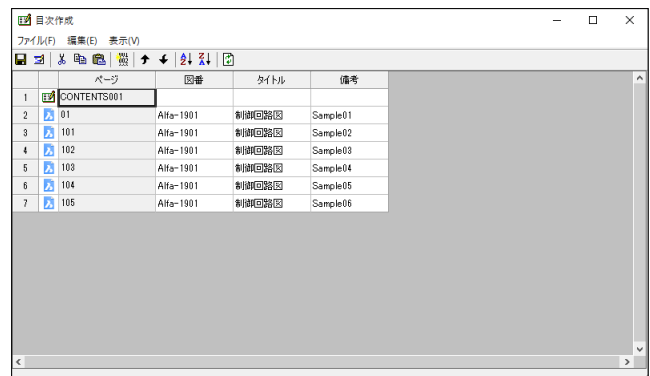 目次作成
ファイル(F) 編集(E) 表示(V)
ページ 図番 タイトル 備考
1 CONTENTS001
2 01 Alfa-1901 制御回路図 Sample01
3 101 Alfa-1901 制御回路図 Sample02
4 102 Alfa-1901 制御回路図 Sample03
5 103 Alfa-1901 制御回路図 Sample04
6 104 Alfa-1901 制御回路図 Sample05
7 105 Alfa-1901 制御回路図 Sample06